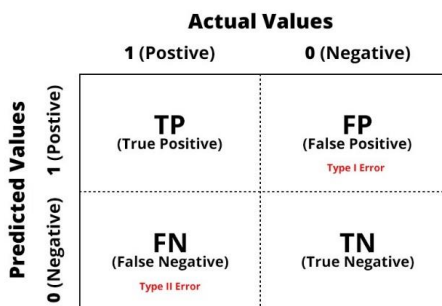 Actual Values
1 (Postive) 0 (Negative)
Predicted Values
1 (Postive)
TP FP
(True Positive) (False Positive)
Type I Error
0 (Negative)
FN TN
(False Negative) (True Negative)
Type II Error